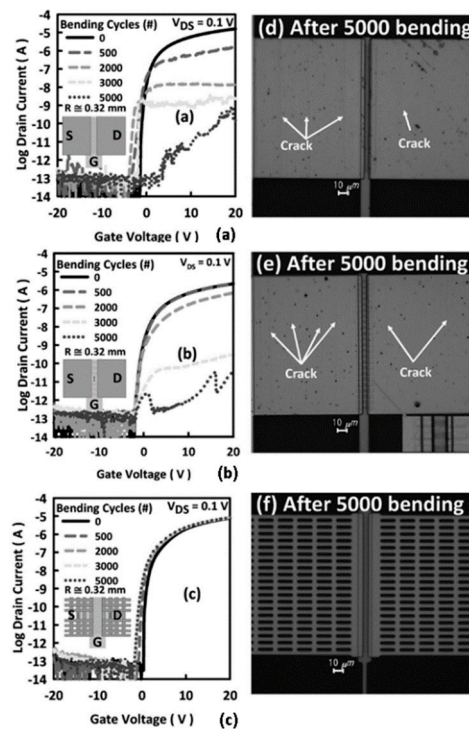 Bending Cycles (#)
V_DS = 0.1 V
0
500
2000
3000
5000
R ≅ 0.32 mm
S
D
G
(a)
Log Drain Current ( A )
-4
-5
-6
-7
-8
-9
-10
-11
-12
-13
-14
-20
-10
0
10
20
Gate Voltage ( V )
(a)
(d) After 5000 bending
Crack
Crack
10 μm
Bending Cycles (#)
V_DS = 0.1 V
0
500
2000
3000
5000
R ≅ 0.32 mm
S
D
G
(b)
Log Drain Current ( A )
-4
-5
-6
-7
-8
-9
-10
-11
-12
-13
-14
-20
-10
0
10
20
Gate Voltage ( V )
(b)
(e) After 5000 bending
Crack
Crack
10 μm
Bending Cycles (#)
V_DS = 0.1 V
0
500
2000
3000
5000
R ≅ 0.32 mm
S
D
G
(c)
Log Drain Current ( A )
-4
-5
-6
-7
-8
-9
-10
-11
-12
-13
-14
-20
-10
0
10
20
Gate Voltage ( V )
(c)
(f) After 5000 bending
10 μm